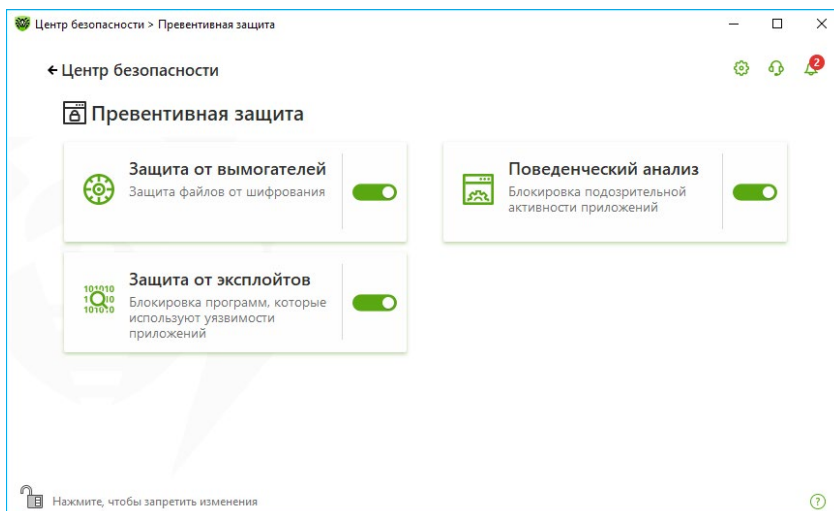 Центр безопасности > Превентивная защита
Центр безопасности
2
Превентивная защита
Защита от вымогателей
Защита файлов от шифрования
Поведенческий анализ
Блокировка подозрительной
активности приложений
Защита от эксплойтов
Блокировка программ, которые
используют уязвимости
приложений
Нажмите, чтобы запретить изменения